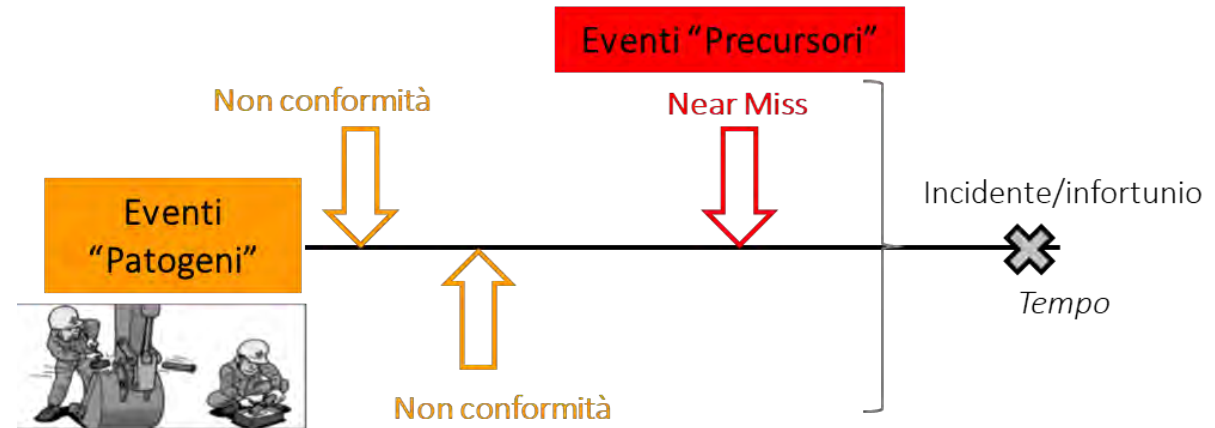 Eventi “Precursori”
Non conformità
Near Miss
Eventi
“Patogeni”
Incidente/infortunio
Tempo
Non conformità